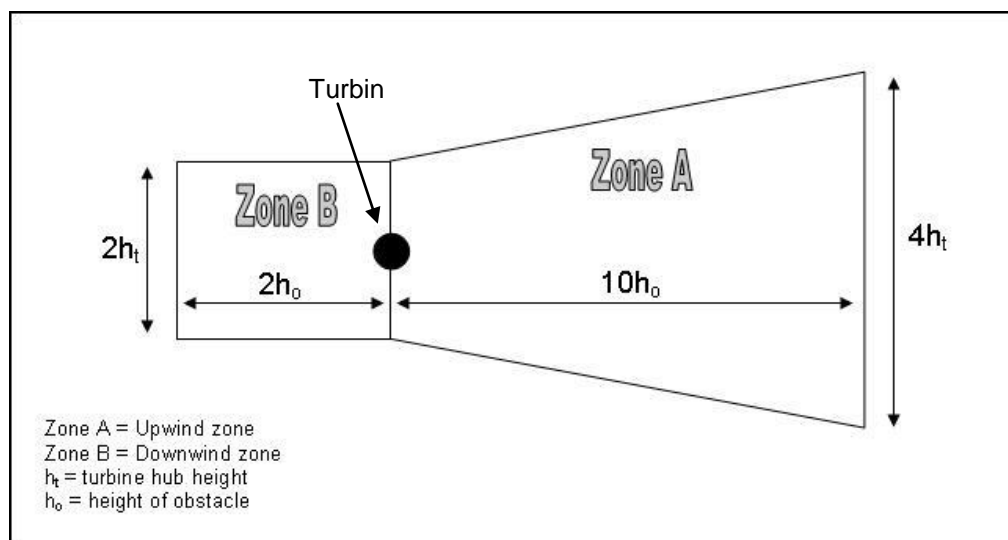 Turbin
Zone B
Zone A
2hₜ
2hₒ
10hₒ
4hₜ
Zone A = Upwind zone
Zone B = Downwind zone
hₜ = turbine hub height
hₒ = height of obstacle